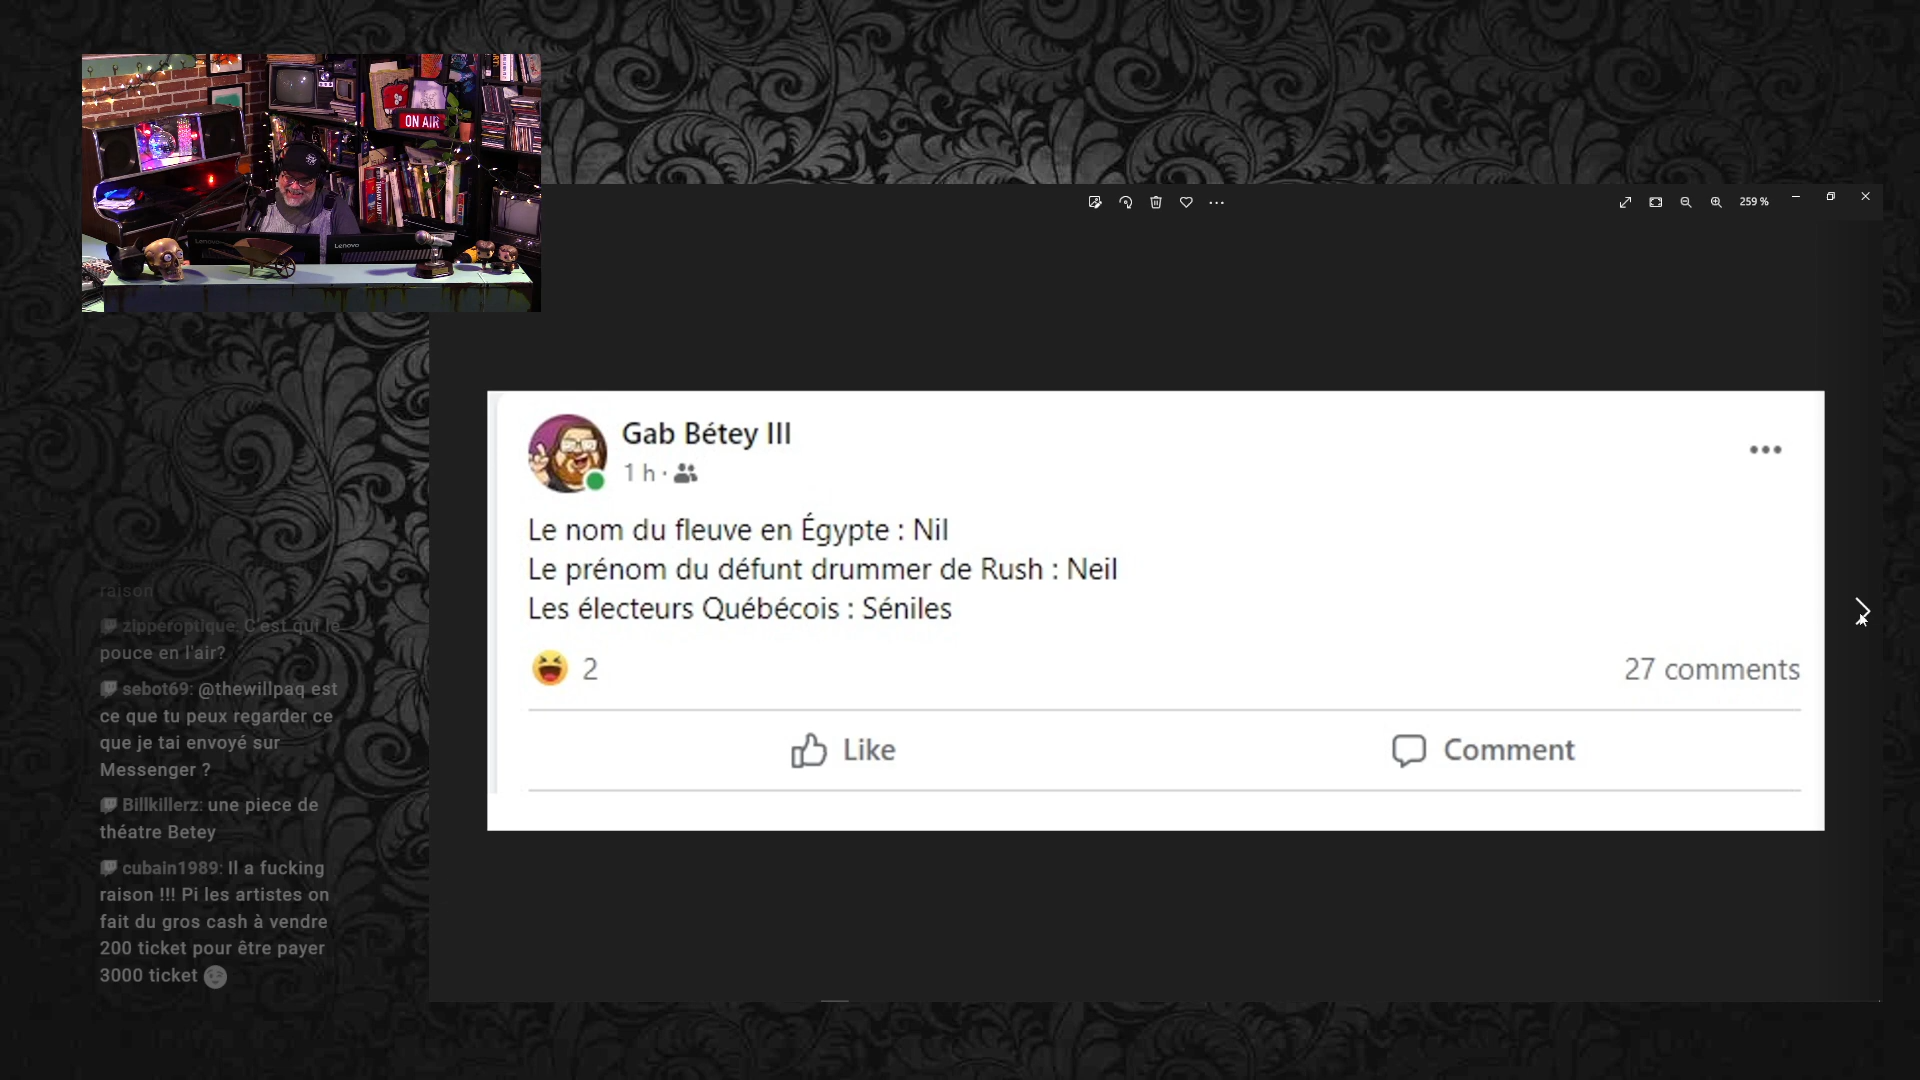 ON AIR
Lenovo
Lenovo
259 %
Gab Bétey III
1 h ·
Le nom du fleuve en Égypte : Nil
Le prénom du défunt drummer de Rush : Neil
Les électeurs Québécois : Séniles
2
27 comments
Like
Comment
raison
zipperoptique: C'est qui le
pouce en l'air?
sebot69: @thewillpaq est
ce que tu peux regarder ce
que je tai envoyé sur
Messenger ?
Billkillerz: une piece de
théatre Betey
cubain1989: Il a fucking
raison !!! Pi les artistes on
fait du gros cash à vendre
200 ticket pour être payer
3000 ticket